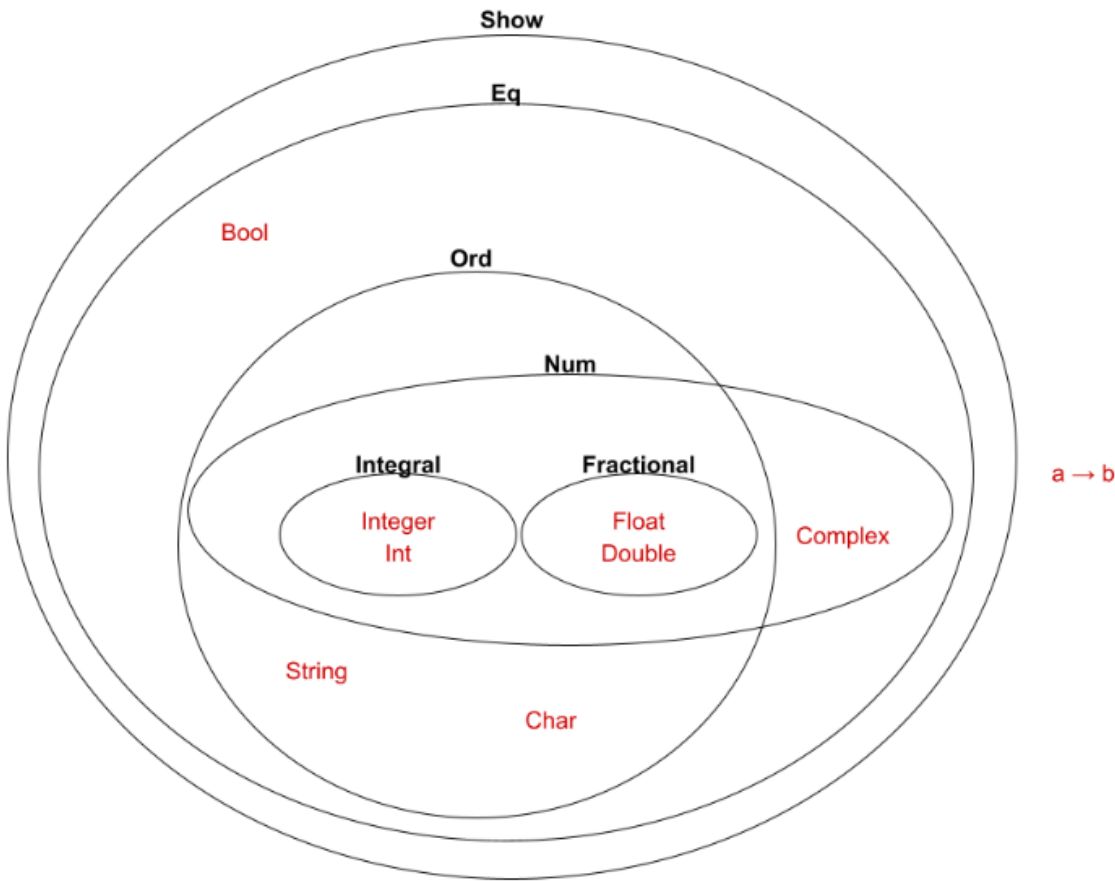 Show
Eq
Bool
Ord
Num
Integral
Fractional
a → b
Integer
Float
Complex
Int
Double
String
Char